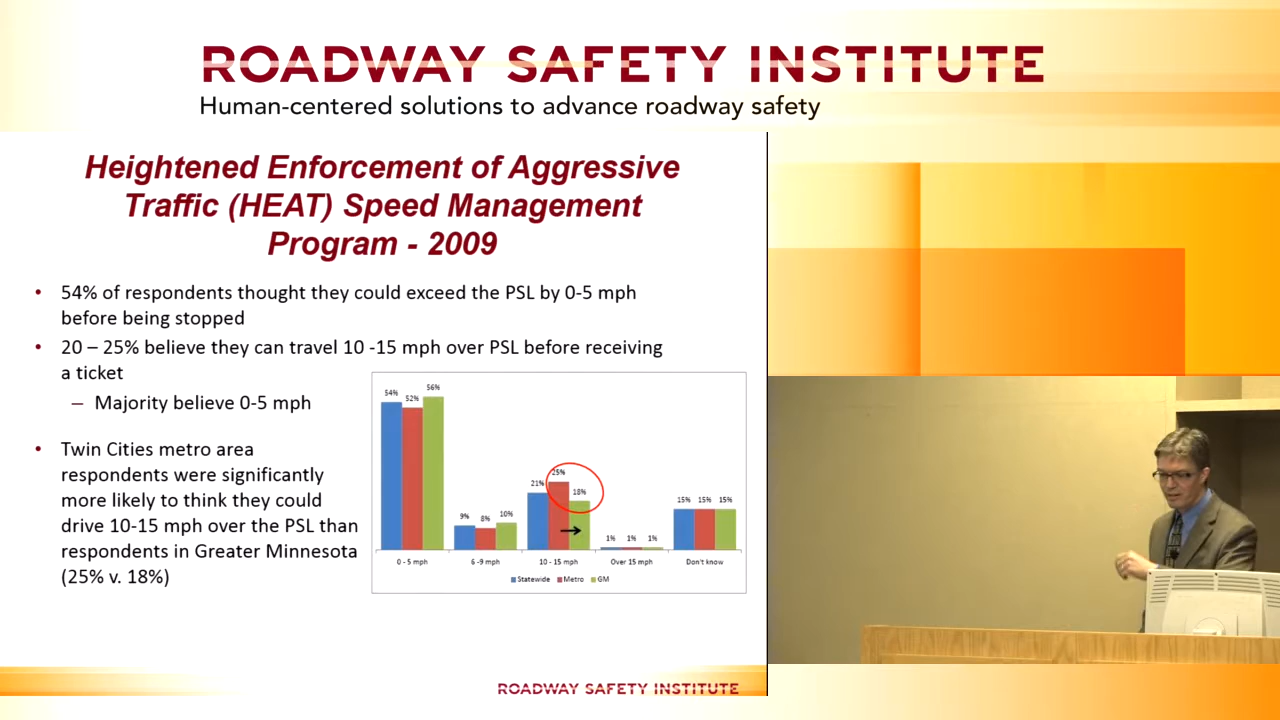 ROADWAY SAFETY INSTITUTE
Human-centered solutions to advance roadway safety
Heightened Enforcement of Aggressive
Traffic (HEAT) Speed Management
Program - 2009
• 54% of respondents thought they could exceed the PSL by 0-5 mph
before being stopped
• 20 – 25% believe they can travel 10 -15 mph over PSL before receiving
a ticket
– Majority believe 0-5 mph
• Twin Cities metro area
respondents were significantly
more likely to think they could
drive 10-15 mph over the PSL than
respondents in Greater Minnesota
(25% v. 18%)
54% 52% 56%
9% 8% 10%
21% 25% 18%
1% 1% 1%
15% 15% 15%
0 - 5 mph 6 -9 mph 10 - 15 mph Over 15 mph Don't know
Statewide Metro GM
ROADWAY SAFETY INSTITUTE